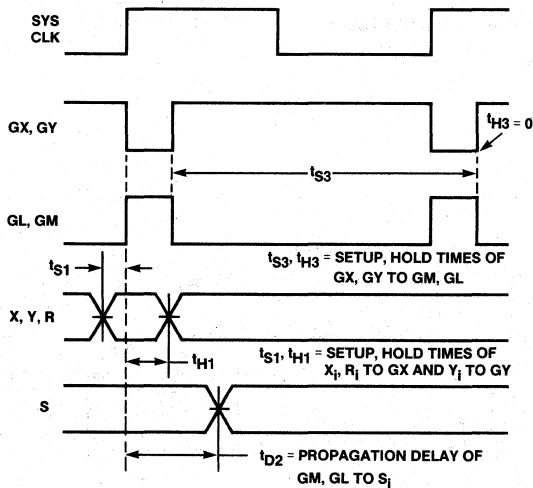 SYS
CLK
GX, GY
tH3 = 0
tS3
GL, GM
tS3, tH3 = SETUP, HOLD TIMES OF
GX, GY TO GM, GL
tS1
X, Y, R
tH1
tS1, tH1 = SETUP, HOLD TIMES OF
Xi, Ri TO GX AND Yi TO GY
S
tD2 = PROPAGATION DELAY OF
GM, GL TO Si